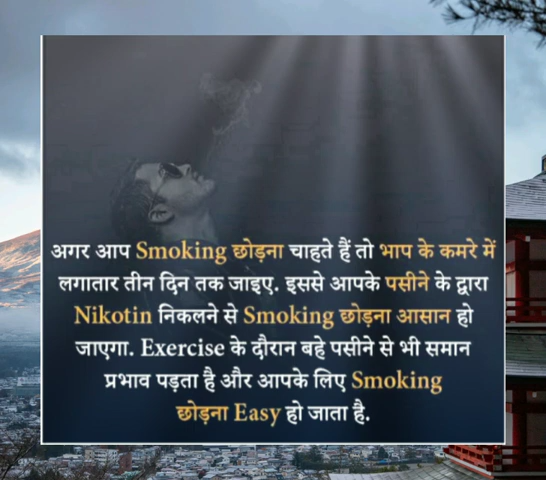 अगर आप Smoking छोड़ना चाहते हैं तो भाप के कमरे में
लगातार तीन दिन तक जाइए. इससे आपके पसीने के द्वारा
Nikotin निकलने से Smoking छोड़ना आसान हो
जाएगा. Exercise के दौरान बहे पसीने से भी समान
प्रभाव पड़ता है और आपके लिए Smoking
छोड़ना Easy हो जाता है.